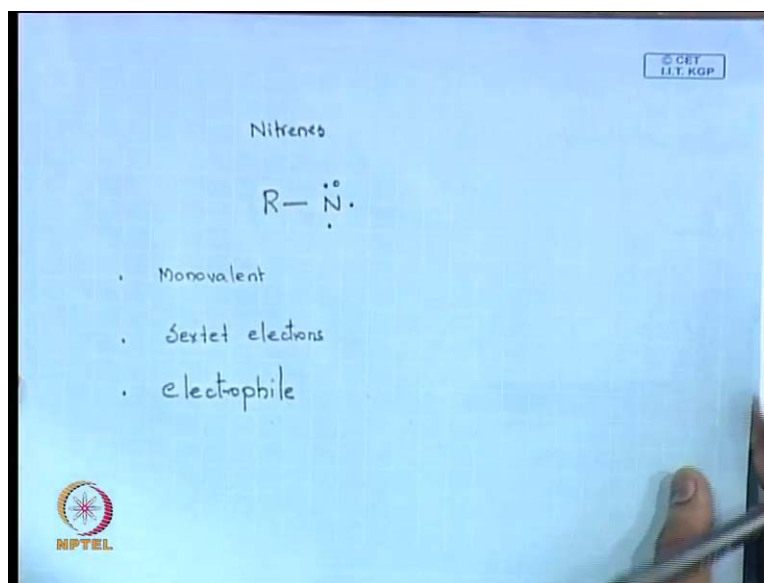 © CET
I.I.T. KGP
Nitrenes
R — N
. Monovalent
. Sextet electrons
. electrophile
NPTEL